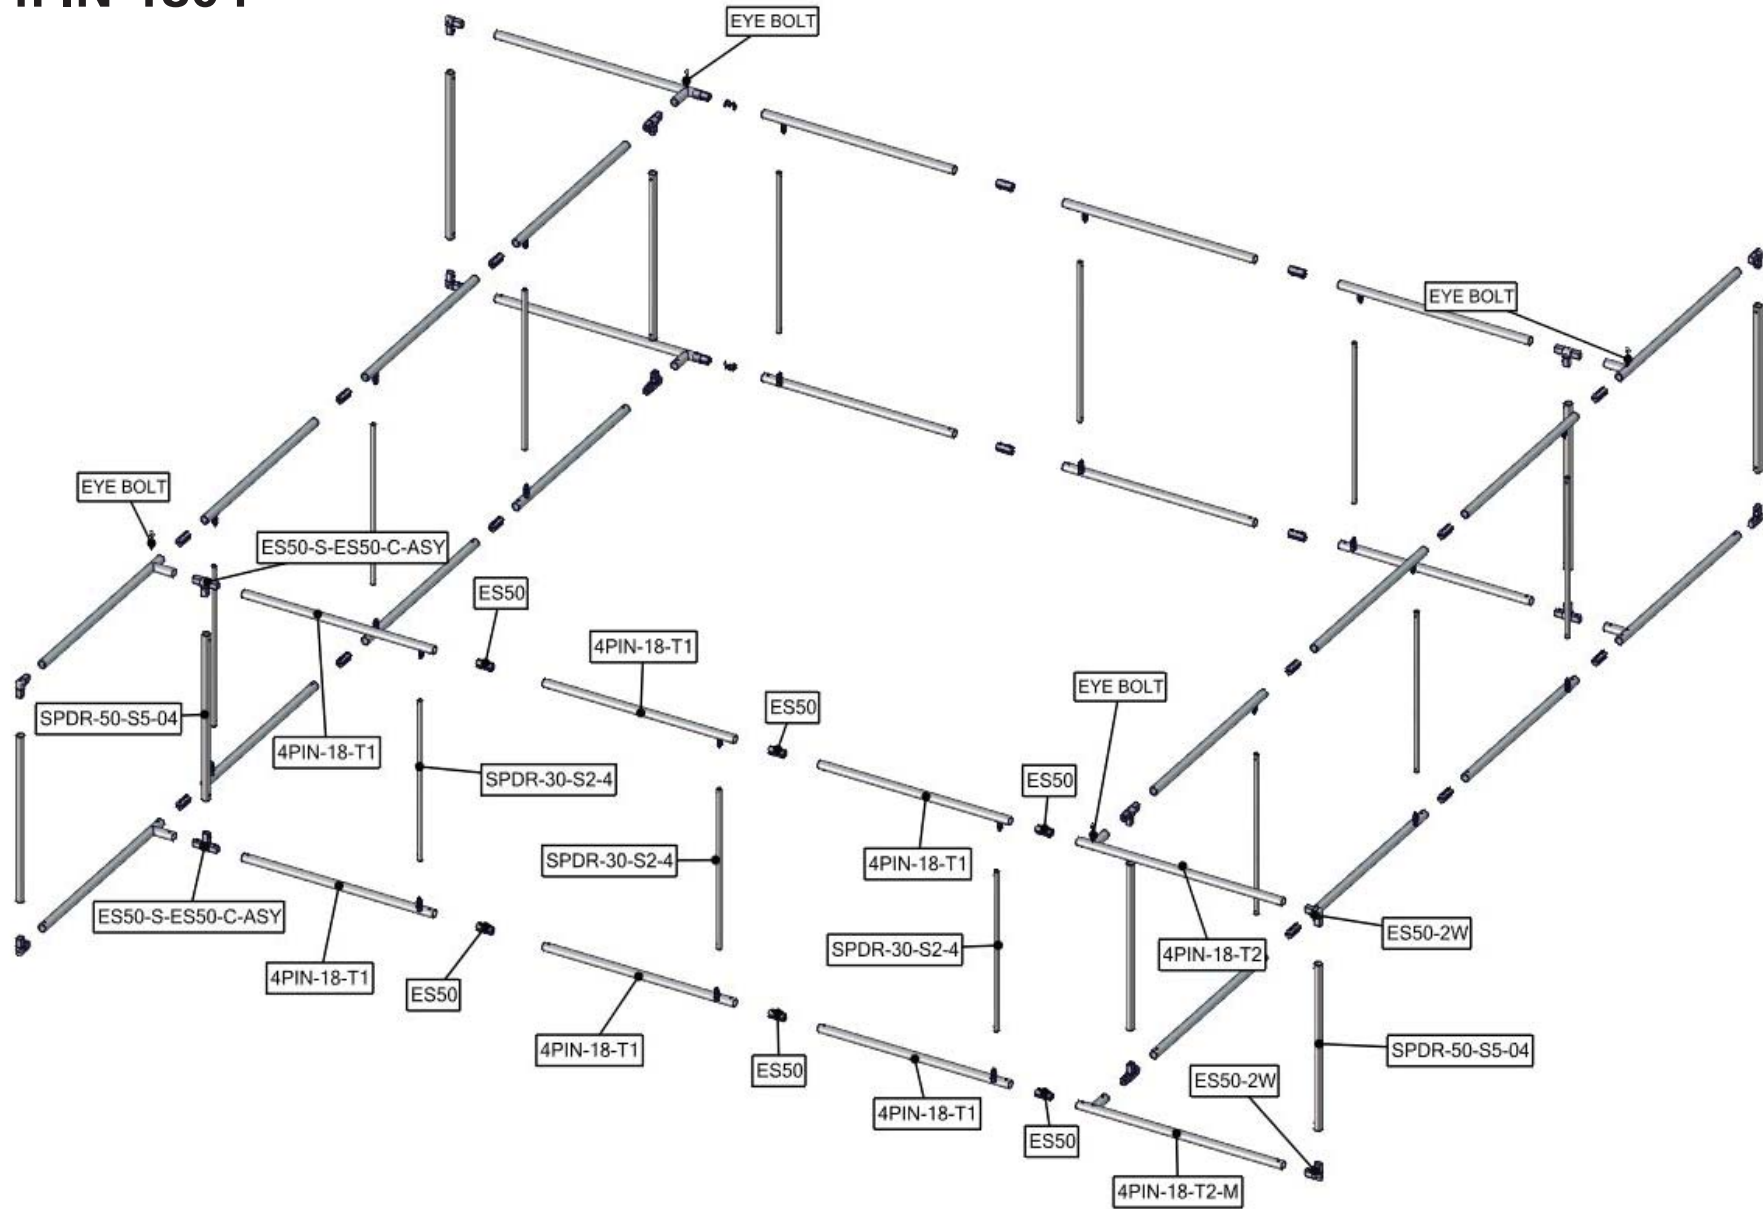 EYE BOLT
EYE BOLT
EYE BOLT
ES50-S-ES50-C-ASY
ES50
4PIN-18-T1
EYE BOLT
SPDR-50-S5-04
ES50
4PIN-18-T1
SPDR-30-S2-4
ES50
SPDR-30-S2-4
4PIN-18-T1
ES50-S-ES50-C-ASY
ES50-2W
SPDR-30-S2-4
4PIN-18-T2
4PIN-18-T1
ES50
4PIN-18-T1
SPDR-50-S5-04
ES50
ES50-2W
4PIN-18-T1
ES50
4PIN-18-T2-M